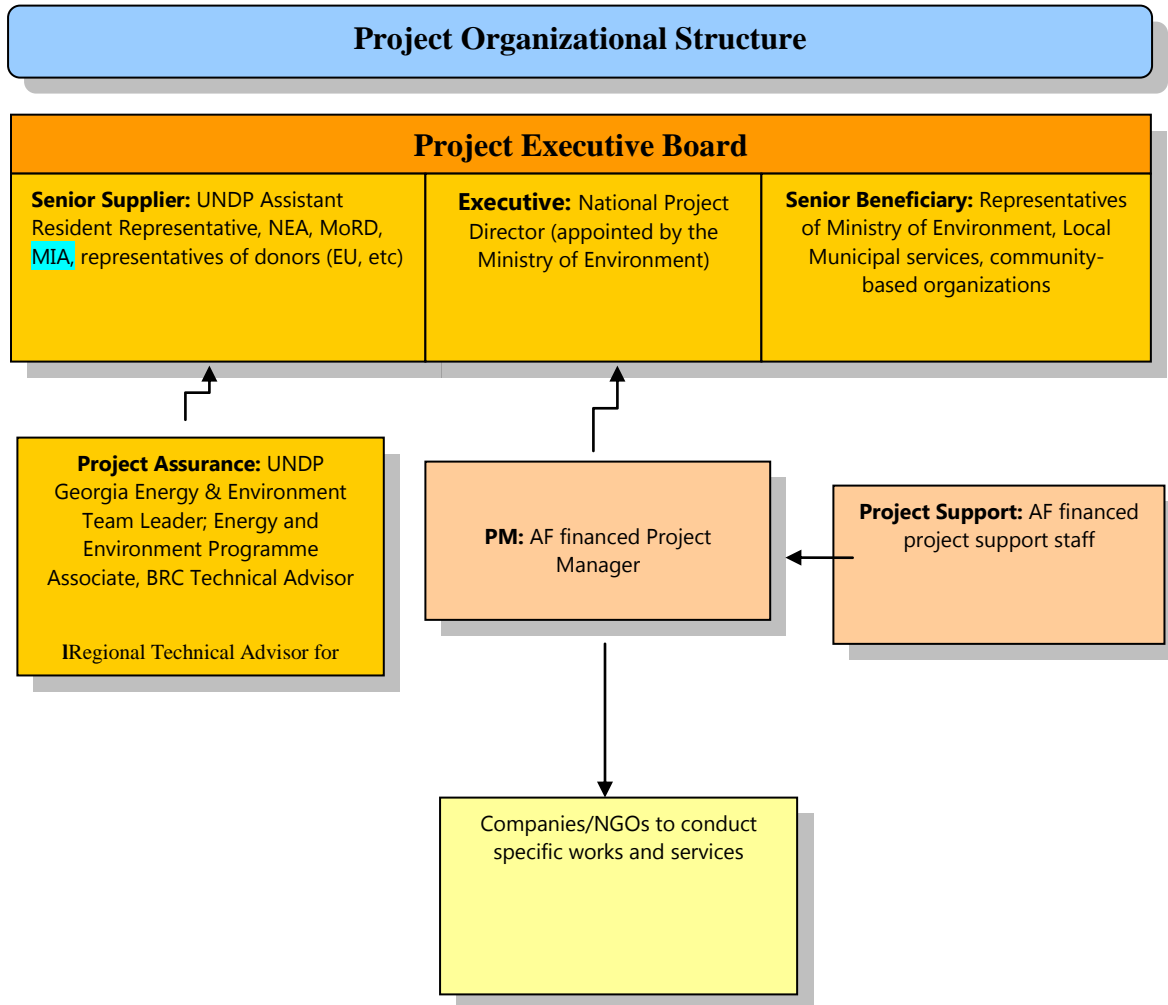 Project Organizational Structure
Project Executive Board
Senior Supplier: UNDP Assistant
Resident Representative, NEA, MoRD,
MIA, representatives of donors (EU, etc)
Executive: National Project
Director (appointed by the
Ministry of Environment)
Senior Beneficiary: Representatives
of Ministry of Environment, Local
Municipal services, community-
based organizations
Project Assurance: UNDP
Georgia Energy & Environment
Team Leader; Energy and
Environment Programme
Associate, BRC Technical Advisor
lRegional Technical Advisor for
PM: AF financed Project
Manager
Project Support: AF financed
project support staff
Companies/NGOs to conduct
specific works and services